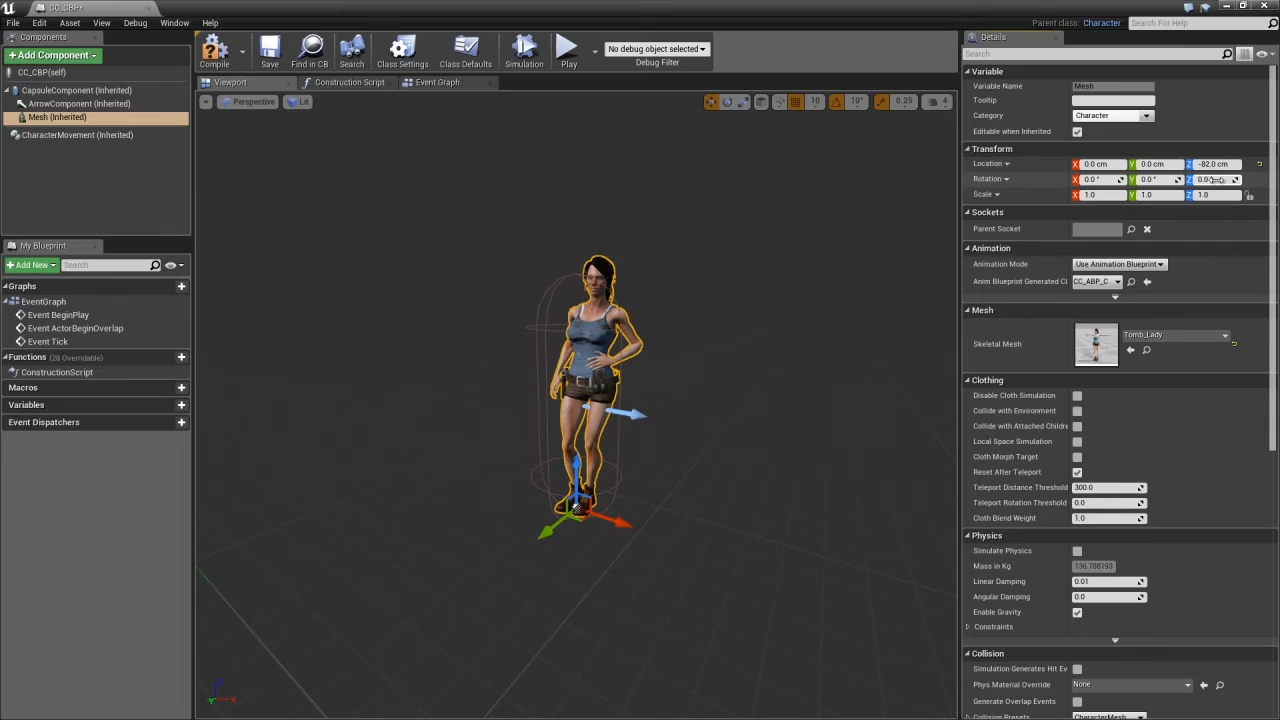 CC_CBP*
File Edit Asset View Debug Window Help
Parent class: Character Search For Help
Components
+ Add Component
CC_CBP(self)
CapsuleComponent (Inherited)
ArrowComponent (Inherited)
Mesh (Inherited)
CharacterMovement (Inherited)
My Blueprint
+ Add New Search
Graphs
EventGraph
Event BeginPlay
Event ActorBeginOverlap
Event Tick
Functions (28 Overridable)
ConstructionScript
Macros
Variables
Event Dispatchers
Compile Save Find in CB Search Class Settings Class Defaults Simulation Play
No debug object selected
Debug Filter
Viewport Construction Script Event Graph
Perspective Lit 10 10° 0.25 4
X
Details
Search
Variable
Variable Name Mesh
Tooltip
Category Character
Editable when Inherited
Transform
Location X 0.0 cm Y 0.0 cm Z -82.0 cm
Rotation X 0.0 ° Y 0.0 ° Z 0.0
Scale X 1.0 Y 1.0 Z 1.0
Sockets
Parent Socket
Animation
Animation Mode Use Animation Blueprint
Anim Blueprint Generated Cl CC_ABP_C
Mesh
Skeletal Mesh Tomb_Lady
Clothing
Disable Cloth Simulation
Collide with Environment
Collide with Attached Childre
Local Space Simulation
Cloth Morph Target
Reset After Teleport
Teleport Distance Threshold 300.0
Teleport Rotation Threshold 0.0
Cloth Blend Weight 1.0
Physics
Simulate Physics
Mass in Kg 136.788193
Linear Damping 0.01
Angular Damping 0.0
Enable Gravity
Constraints
Collision
Simulation Generates Hit Ev
Phys Material Override None
Generate Overlap Events
Collision Presets CharacterMesh